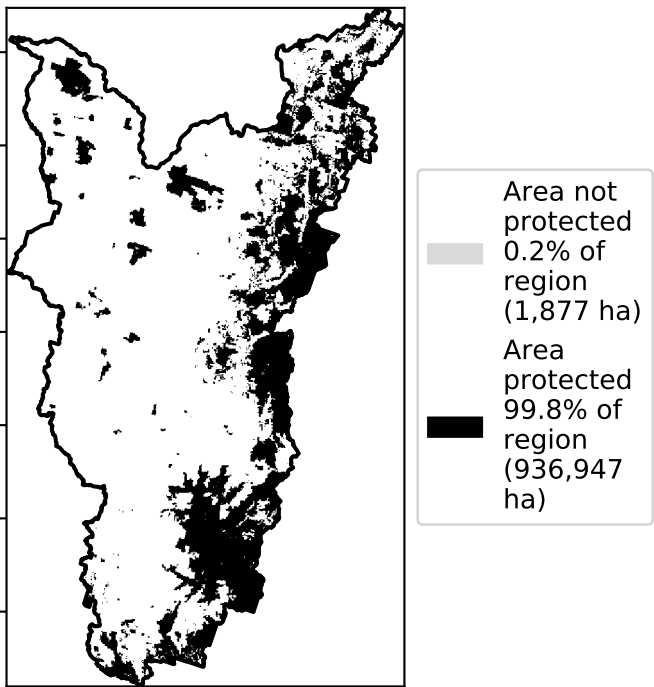 Area not
protected
0.2% of
region
(1,877 ha)
Area
protected
99.8% of
region
(936,947
ha)